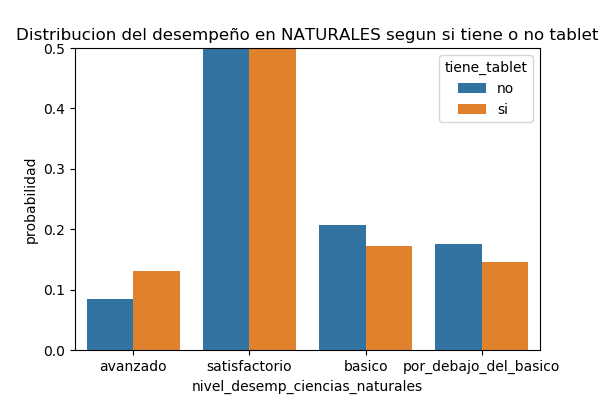 Distribucion del desempeño en NATURALES segun si tiene o no tablet
tiene_tablet
no
si
probabilidad
0.5
0.4
0.3
0.2
0.1
0.0
avanzado
satisfactorio
basico
por_debajo_del_basico
nivel_desemp_ciencias_naturales